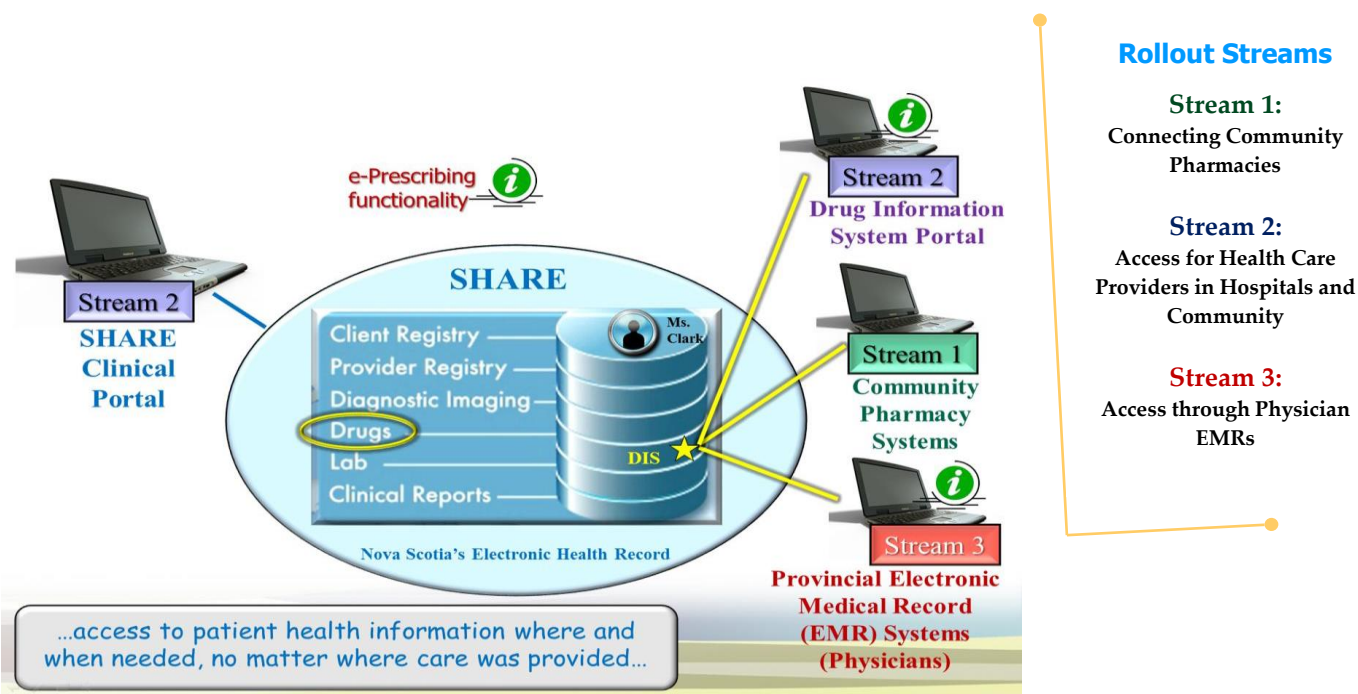 e-Prescribing
functionality
i
Stream 2
SHARE
Clinical
Portal
SHARE
Client Registry
Provider Registry
Diagnostic Imaging
Drugs
Lab
Clinical Reports
Ms.
Clark
DIS
Nova Scotia's Electronic Health Record
i
Stream 2
Drug Information
System Portal
Stream 1
Community
Pharmacy
Systems
i
Stream 3
Provincial Electronic
Medical Record
(EMR) Systems
(Physicians)
...access to patient health information where and
when needed, no matter where care was provided...
Rollout Streams
Stream 1:
Connecting Community
Pharmacies
Stream 2:
Access for Health Care
Providers in Hospitals and
Community
Stream 3:
Access through Physician
EMRs